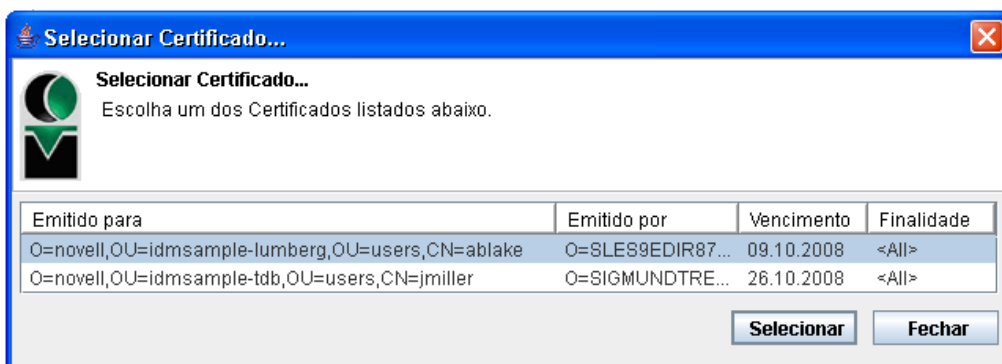 Selecionar Certificado...
Selecionar Certificado...
Escolha um dos Certificados listados abaixo.
Emitido para Emitido por Vencimento Finalidade
O=novell,OU=idmsample-lumberg,OU=users,CN=ablake O=SLES9EDIR87... 09.10.2008 <All>
O=novell,OU=idmsample-tdb,OU=users,CN=jmiller O=SIGMUNDTRE... 26.10.2008 <All>
Selecionar Fechar